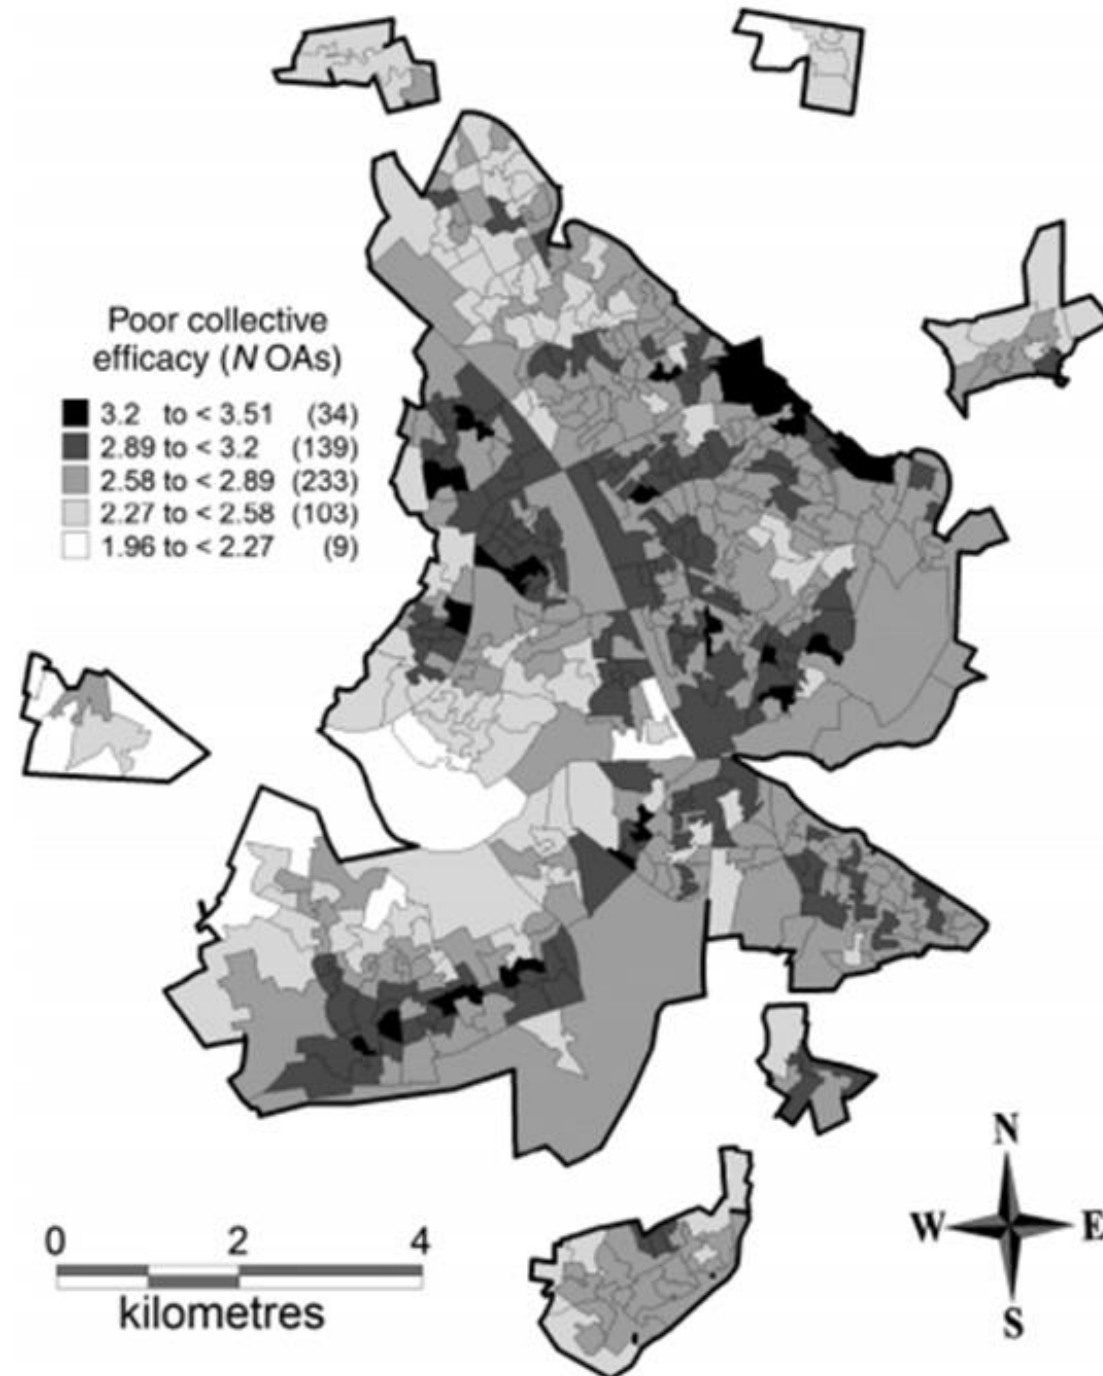 Poor collective
efficacy (N OAs)
3.2 to < 3.51 (34)
2.89 to < 3.2 (139)
2.58 to < 2.89 (233)
2.27 to < 2.58 (103)
1.96 to < 2.27 (9)
0 2 4
kilometres
N
W E
S